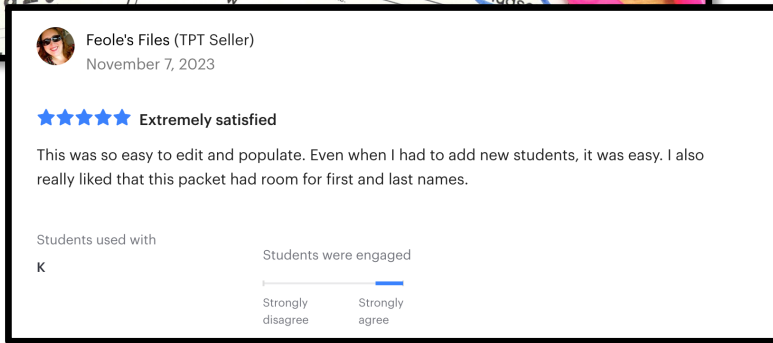 Feole's Files (TPT Seller)
November 7, 2023
Extremely satisfied
This was so easy to edit and populate. Even when I had to add new students, it was easy. I also
really liked that this packet had room for first and last names.
Students used with
K
Students were engaged
Strongly disagree
Strongly agree